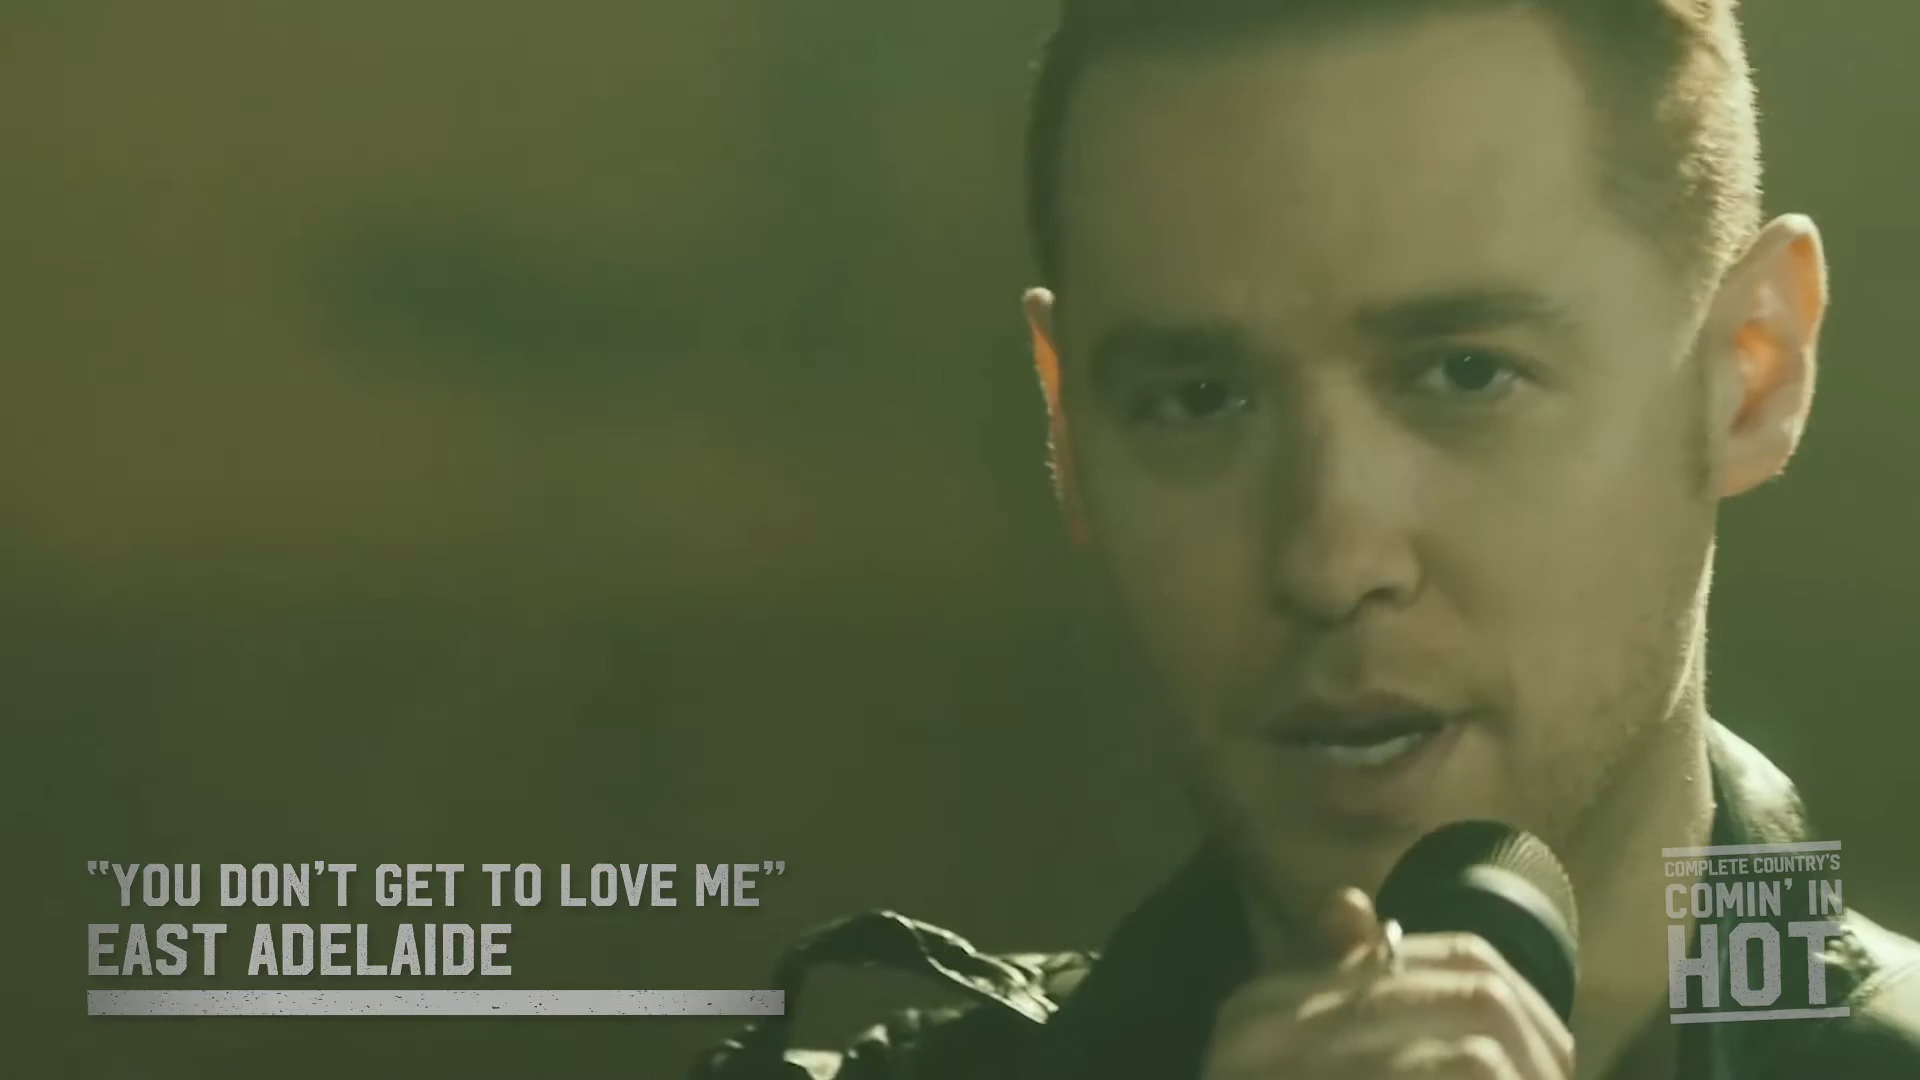 “YOU DON’T GET TO LOVE ME”
EAST ADELAIDE
COMPLETE COUNTRY’S
COMIN’ IN
HOT